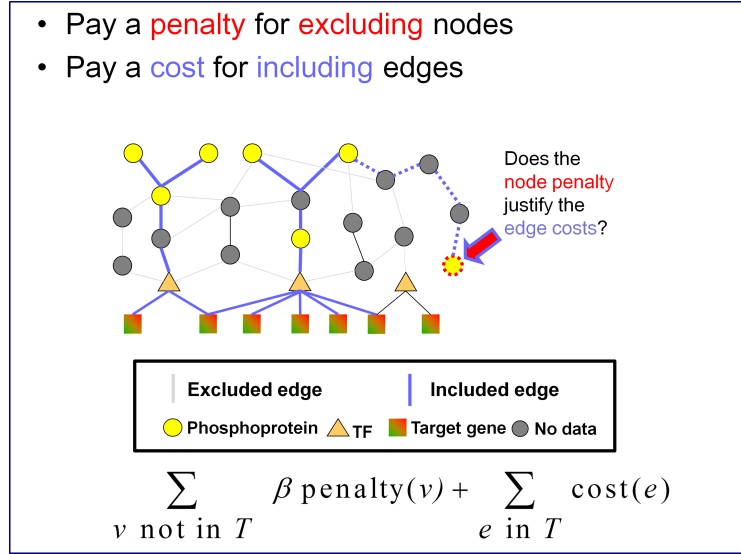 • Pay a penalty for excluding nodes
• Pay a cost for including edges
Does the
node penalty
justify the
edge costs?
Excluded edge
Included edge
Phosphoprotein
TF
Target gene
No data
∑ β penalty(v) + ∑ cost(e)
v not in T e in T